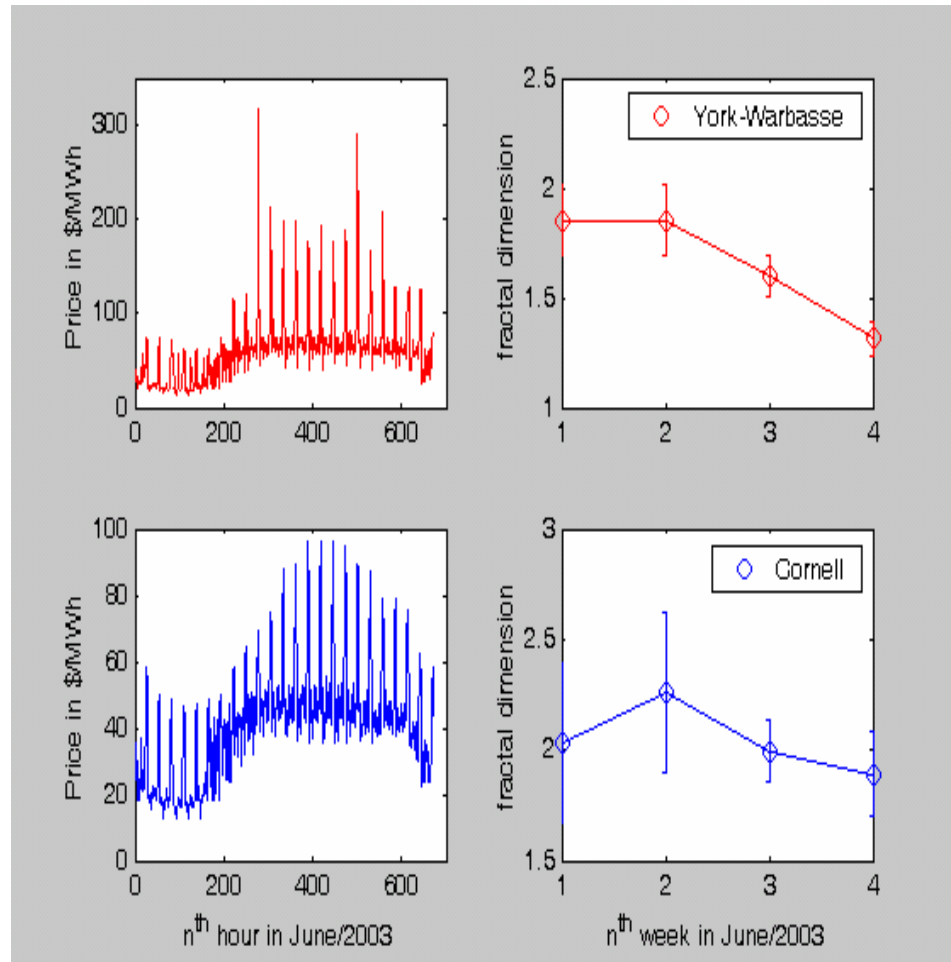 Price in $/MWh
300
200
100
0
0 200 400 600
fractal dimension
2.5
2
1.5
1
1 2 3 4
York-Warbasse
Price in $/MWh
100
80
60
40
20
0
0 200 400 600
nth hour in June/2003
fractal dimension
3
2.5
2
1.5
1 2 3 4
Cornell
nth week in June/2003